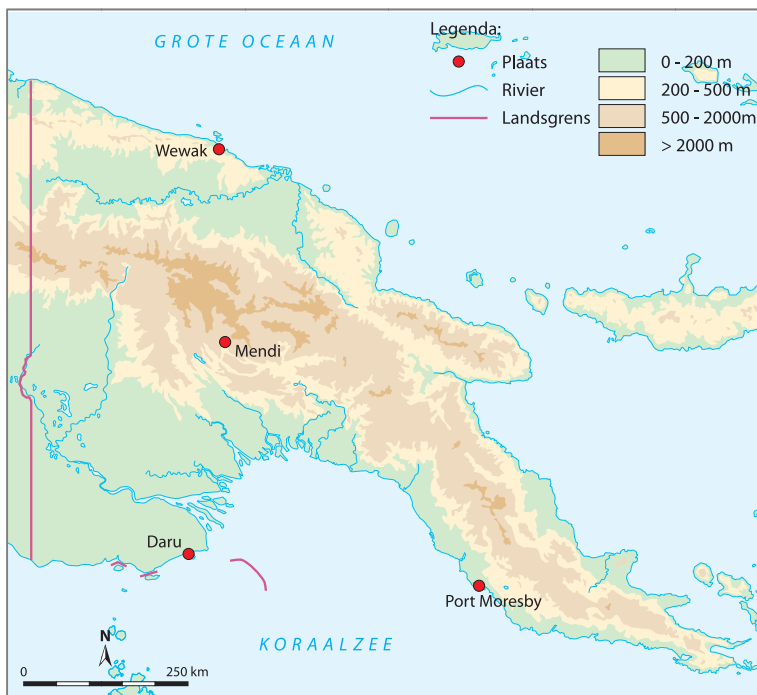 GROTE OCEAAN
Legenda:
Plaats
Rivier
Landsgrens
0 - 200 m
200 - 500 m
500 - 2000m
> 2000 m
Wewak
Mendi
Daru
Port Moresby
KORAALZEE
N
0 250 km